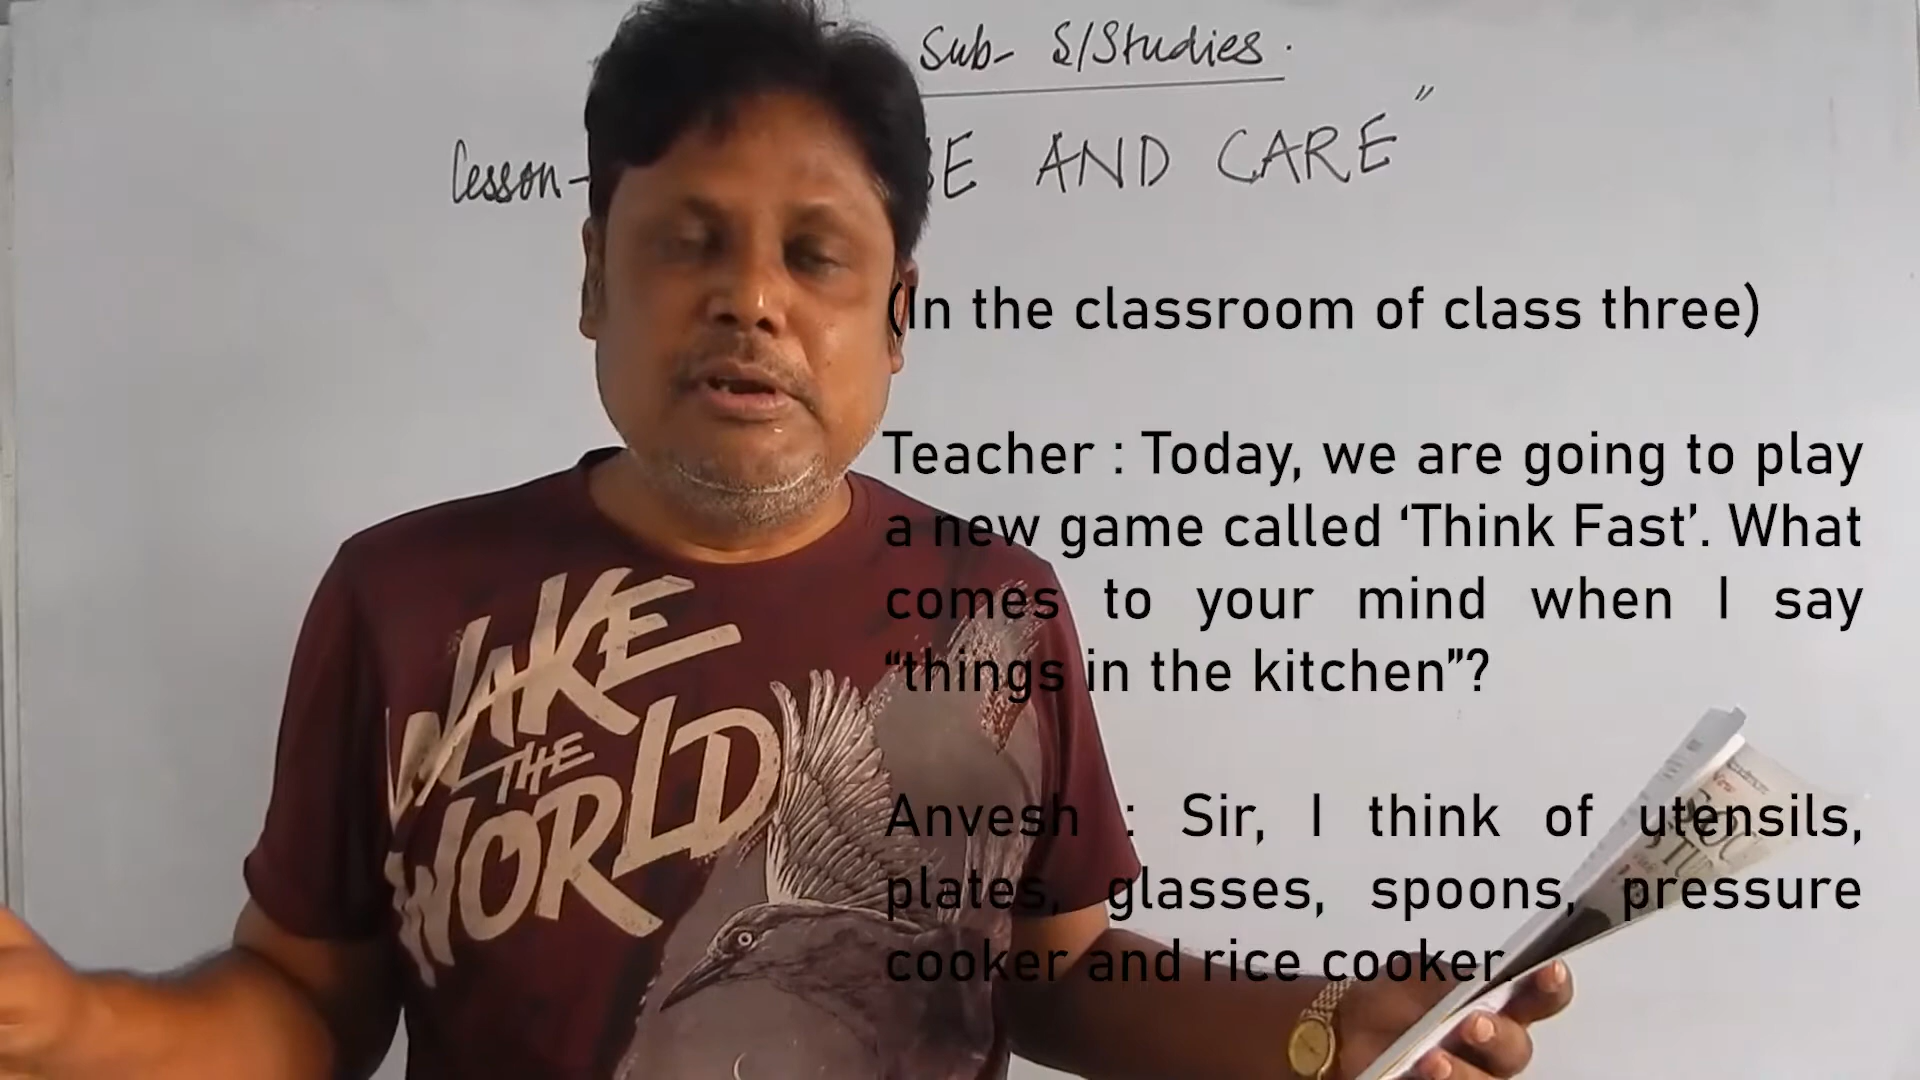 Sub- S/Studies.
Lesson- SE AND CARE"
(In the classroom of class three)
Teacher : Today, we are going to play
a new game called ‘Think Fast’. What
comes to your mind when I say
“things in the kitchen”?
Anvesh : Sir, I think of utensils,
plates, glasses, spoons, pressure
cooker and rice cooker.
WAKE
THE
WORLD